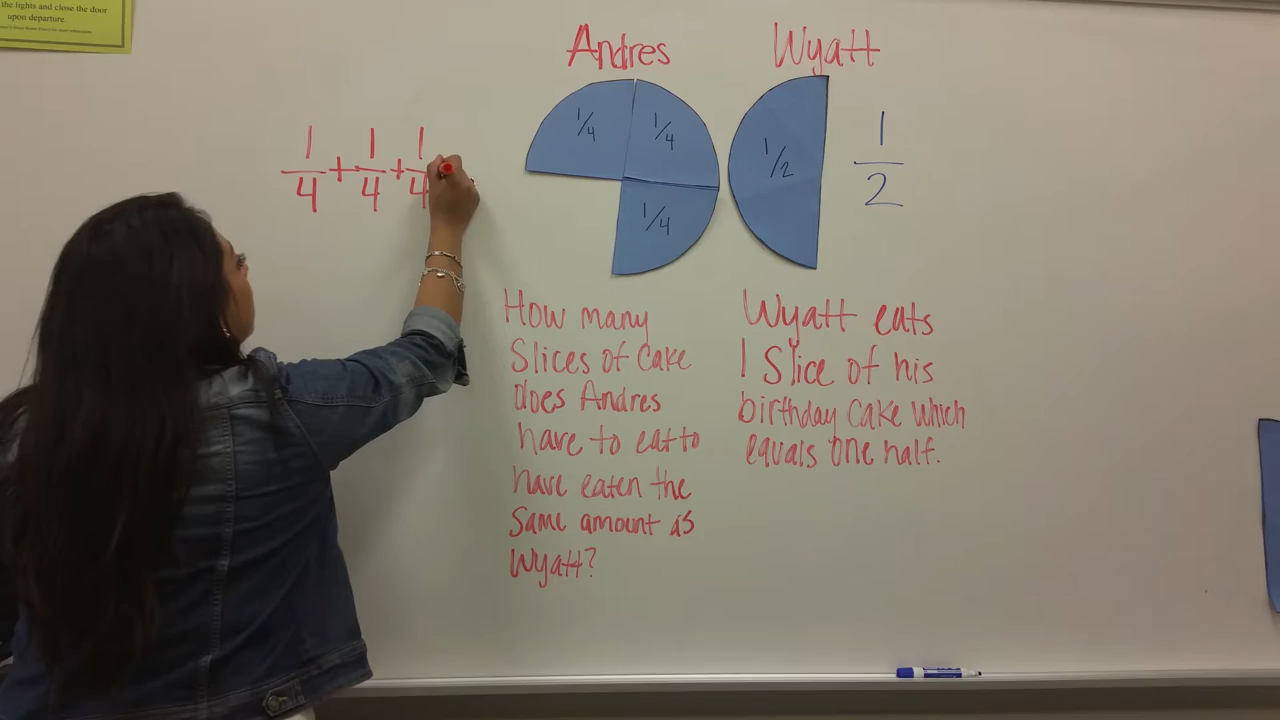 the lights and close the door
upon departure.
Andres
Wyatt
1/4 + 1/4 + 1/4
1/4
1/4
1/4
1/2
1/2
How many
Slices of Cake
does Andres
have to eat to
have eaten the
Same amount as
Wyatt?
Wyatt eats
1 Slice of his
birthday Cake which
equals one half.